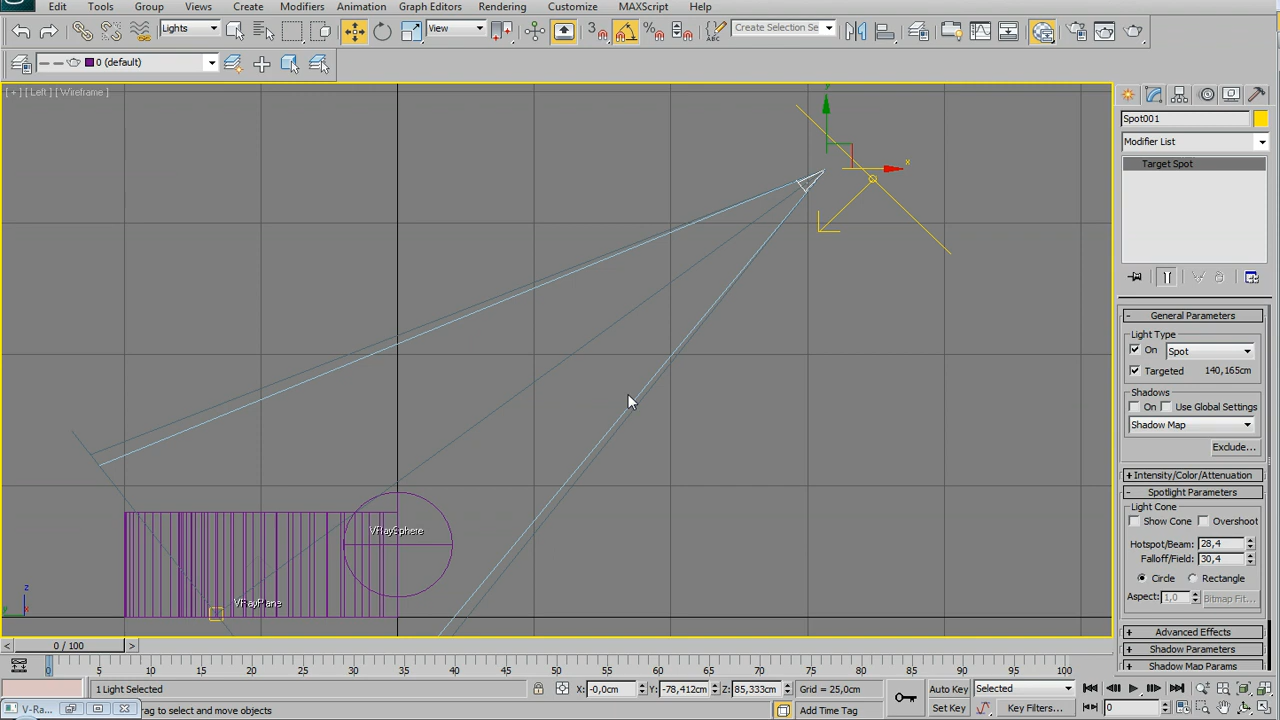 Edit Tools Group Views Create Modifiers Animation Graph Editors Rendering Customize MAXScript Help
Lights View 3 Create Selection Se
0 (default)
[ + ] [ Left ] [ Wireframe ]
y
x
VRaySphere
VRayPlane
z
y x
Spot001
Modifier List
Target Spot
- General Parameters
Light Type
On Spot
Targeted 140,165cm
Shadows
On Use Global Settings
Shadow Map
Exclude...
+ Intensity/Color/Attenuation
- Spotlight Parameters
Light Cone
Show Cone Overshoot
Hotspot/Beam: 28,4
Falloff/Field: 30,4
Circle Rectangle
Aspect: 1,0 Bitmap Fit...
+ Advanced Effects
+ Shadow Parameters
+ Shadow Map Params
< 0 / 100 >
0 5 10 15 20 25 30 35 40 45 50 55 60 65 70 75 80 85 90 95 100
1 Light Selected X: -0,0cm Y: -78,412cm Z: 85,333cm Grid = 25,0cm Auto Key Selected
V-Ra... drag to select and move objects Add Time Tag Set Key Key Filters... 0